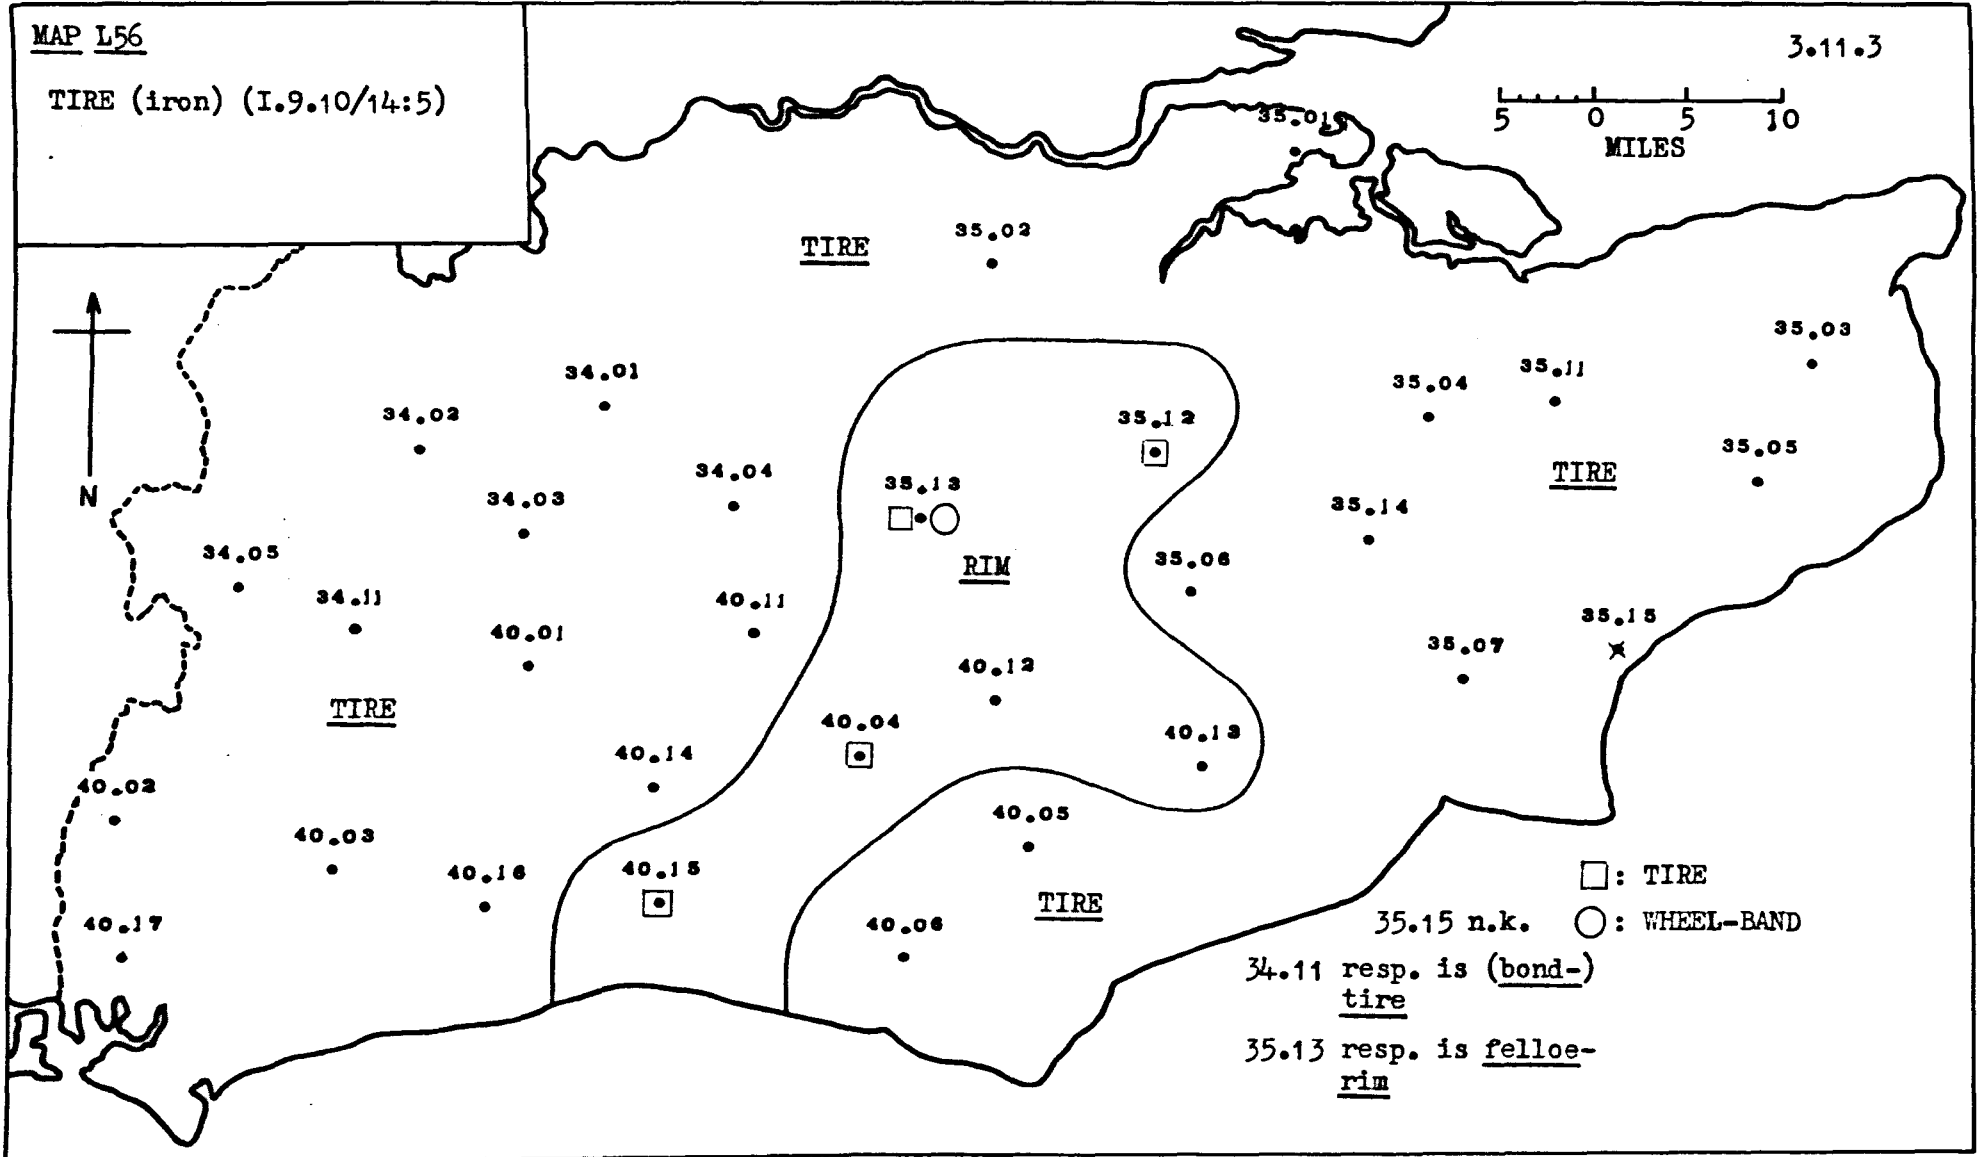 MAP L56
3.11.3
TIRE (iron) (I.9.10/14:5)
5 0 5 10
MILES
35.01
TIRE
35.02
35.03
34.01
35.04
35.11
34.02
35.12
34.04
35.13
35.05
TIRE
34.03
35.14
N
34.05
RIM
35.06
34.11
40.11
40.01
35.15
35.07
40.12
TIRE
40.04
40.13
40.14
40.02
40.05
40.03
40.16
40.15
□: TIRE
TIRE
40.17
40.06
35.15 n.k. ○: WHEEL-BAND
34.11 resp. is (bond-)
tire
35.13 resp. is felloe-
rim